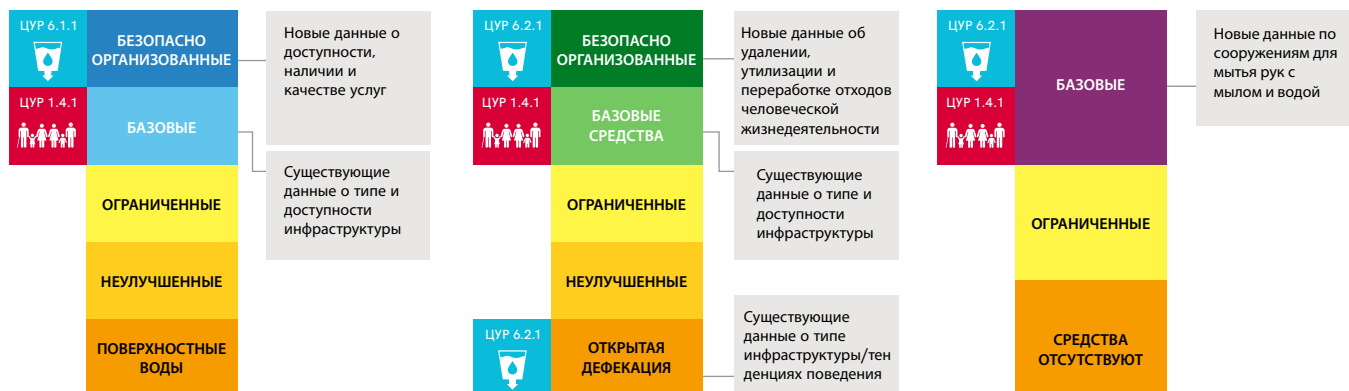 ЦУР 6.1.1
БЕЗОПАСНО
ОРГАНИЗОВАННЫЕ
Новые данные о
доступности,
наличии и
качестве услуг
ЦУР 1.4.1
БАЗОВЫЕ
Существующие
данные о типе и
доступности
инфраструктуры
ОГРАНИЧЕННЫЕ
НЕУЛУЧШЕННЫЕ
ПОВЕРХНОСТНЫЕ
ВОДЫ
ЦУР 6.2.1
БЕЗОПАСНО
ОРГАНИЗОВАННЫЕ
Новые данные об
удалении,
утилизации и
переработке отходов
человеческой
жизнедеятельности
ЦУР 1.4.1
БАЗОВЫЕ
СРЕДСТВА
Существующие
данные о типе и
доступности
инфраструктуры
ОГРАНИЧЕННЫЕ
НЕУЛУЧШЕННЫЕ
ЦУР 6.2.1
ОТКРЫТАЯ
ДЕФЕКАЦИЯ
Существующие
данные о типе
инфраструктуры/тен
денциях поведения
ЦУР 6.2.1
ЦУР 1.4.1
БАЗОВЫЕ
Новые данные по
сооружениям для
мытья рук с
мылом и водой
ОГРАНИЧЕННЫЕ
СРЕДСТВА
ОТСУТСТВУЮТ